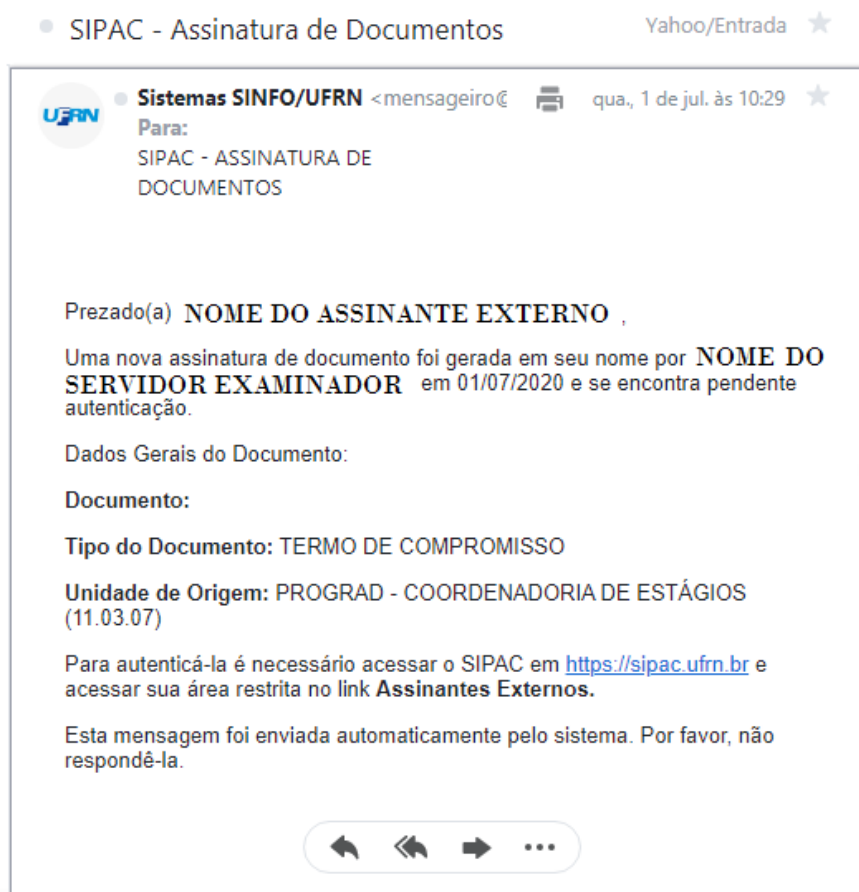 SIPAC - Assinatura de Documentos
Yahoo/Entrada
UFRN
Sistemas SINFO/UFRN <mensageiro@
qua., 1 de jul. às 10:29
Para:
SIPAC - ASSINATURA DE
DOCUMENTOS
Prezado(a) NOME DO ASSINANTE EXTERNO ,
Uma nova assinatura de documento foi gerada em seu nome por NOME DO
SERVIDOR EXAMINADOR em 01/07/2020 e se encontra pendente
autenticação.
Dados Gerais do Documento:
Documento:
Tipo do Documento: TERMO DE COMPROMISSO
Unidade de Origem: PROGRAD - COORDENADORIA DE ESTÁGIOS
(11.03.07)
Para autenticá-la é necessário acessar o SIPAC em https://sipac.ufrn.br e
acessar sua área restrita no link Assinantes Externos.
Esta mensagem foi enviada automaticamente pelo sistema. Por favor, não
respondê-la.